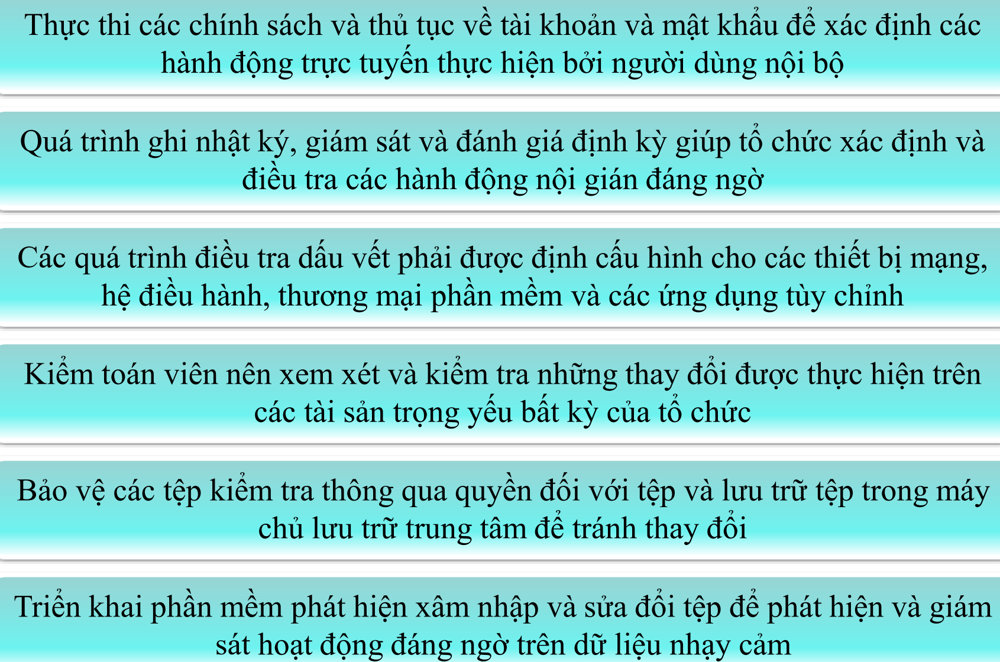 Thực thi các chính sách và thủ tục về tài khoản và mật khẩu để xác định các
hành động trực tuyến thực hiện bởi người dùng nội bộ
Quá trình ghi nhật ký, giám sát và đánh giá định kỳ giúp tổ chức xác định và
điều tra các hành động nội gián đáng ngờ
Các quá trình điều tra dấu vết phải được định cấu hình cho các thiết bị mạng,
hệ điều hành, thương mại phần mềm và các ứng dụng tùy chỉnh
Kiểm toán viên nên xem xét và kiểm tra những thay đổi được thực hiện trên
các tài sản trọng yếu bất kỳ của tổ chức
Bảo vệ các tệp kiểm tra thông qua quyền đối với tệp và lưu trữ tệp trong máy
chủ lưu trữ trung tâm để tránh thay đổi
Triển khai phần mềm phát hiện xâm nhập và sửa đổi tệp để phát hiện và giám
sát hoạt động đáng ngờ trên dữ liệu nhạy cảm